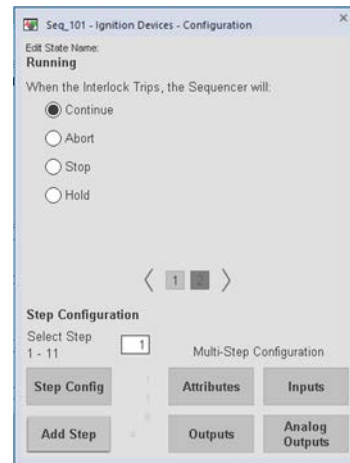 Seq_101 - Ignition Devices - Configuration
Edit State Name:
Running
When the Interlock Trips, the Sequencer will:
Continue
Abort
Stop
Hold
1 2
Step Configuration
Select Step
1 - 11
1
Multi-Step Configuration
Step Config
Attributes
Inputs
Add Step
Outputs
Analog
Outputs